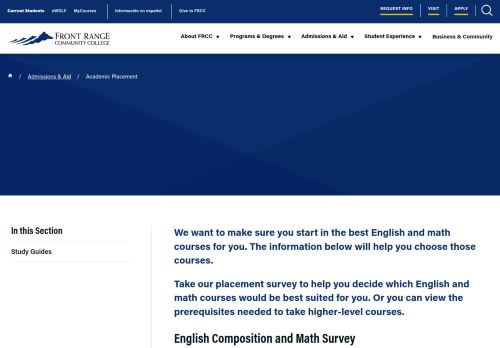 Current Students eWOLF MyCourses Información en español Give to FRCC REQUEST INFO VISIT APPLY
FRONT RANGE
COMMUNITY COLLEGE
About FRCC Programs & Degrees Admissions & Aid Student Experience Business & Community
/ Admissions & Aid / Academic Placement
In this Section
Study Guides
We want to make sure you start in the best English and math
courses for you. The information below will help you choose those
courses.
Take our placement survey to help you decide which English and
math courses would be best suited for you. Or you can view the
prerequisites needed to take higher-level courses.
English Composition and Math Survey